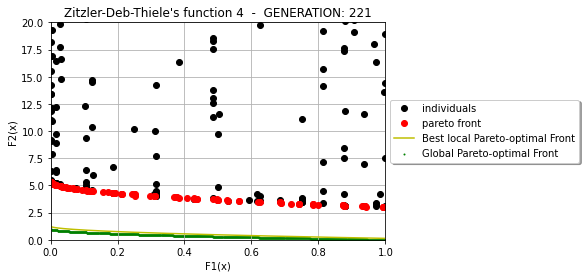 Zitzler-Deb-Thiele's function 4  -  GENERATION: 221
20.0
17.5
15.0
12.5
10.0
7.5
5.0
2.5
0.0
F2(x)
0.0 0.2 0.4 0.6 0.8 1.0
F1(x)
individuals
pareto front
Best local Pareto-optimal Front
Global Pareto-optimal Front